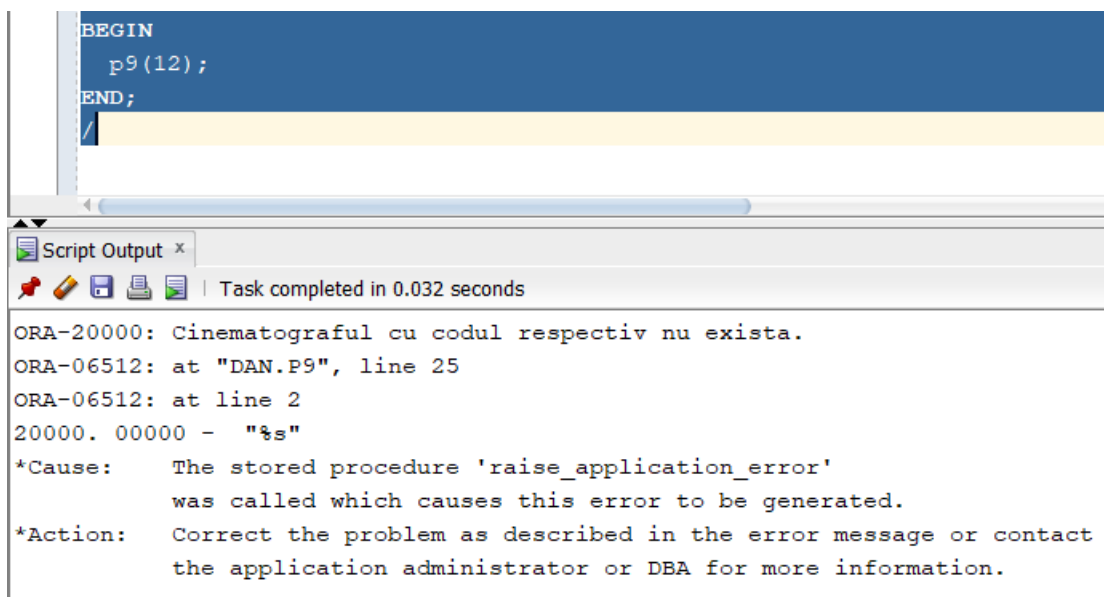 BEGIN
p9(12);
END;
/
Script Output x
Task completed in 0.032 seconds
ORA-20000: Cinematograful cu codul respectiv nu exista.
ORA-06512: at "DAN.P9", line 25
ORA-06512: at line 2
20000. 00000 - "%s"
*Cause: The stored procedure 'raise_application_error'
was called which causes this error to be generated.
*Action: Correct the problem as described in the error message or contact
the application administrator or DBA for more information.